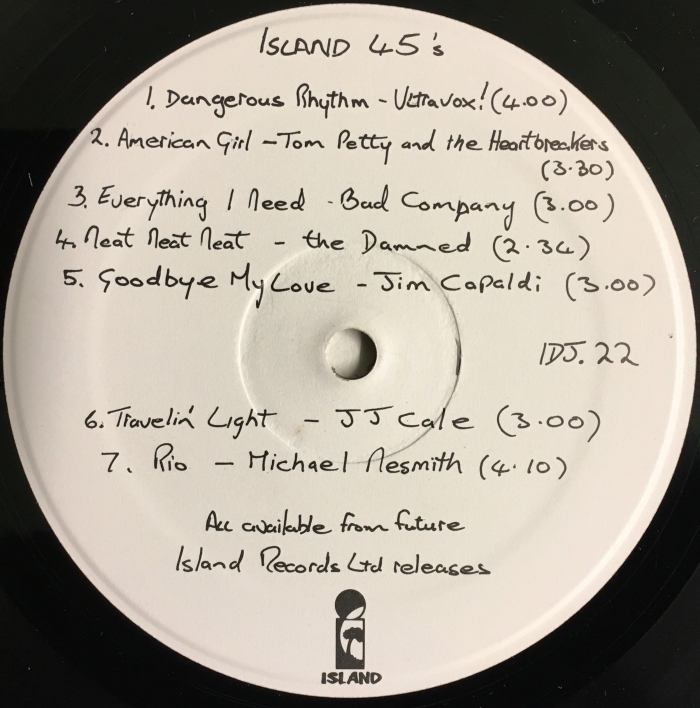 ISLAND 45's
1. Dangerous Rhythm - Ultravox! (4.00)
2. American Girl - Tom Petty and the Heartbreakers
(3.30)
3. Everything I Need - Bad Company (3.00)
4. Neat Neat Neat - the Damned (2.34)
5. Goodbye My Love - Jim Capaldi (3.00)
IDJ. 22
6. Travelin' Light - JJ Cale (3.00)
7. Rio - Michael Nesmith (4.10)
All available from future
Island Records Ltd releases
ISLAND